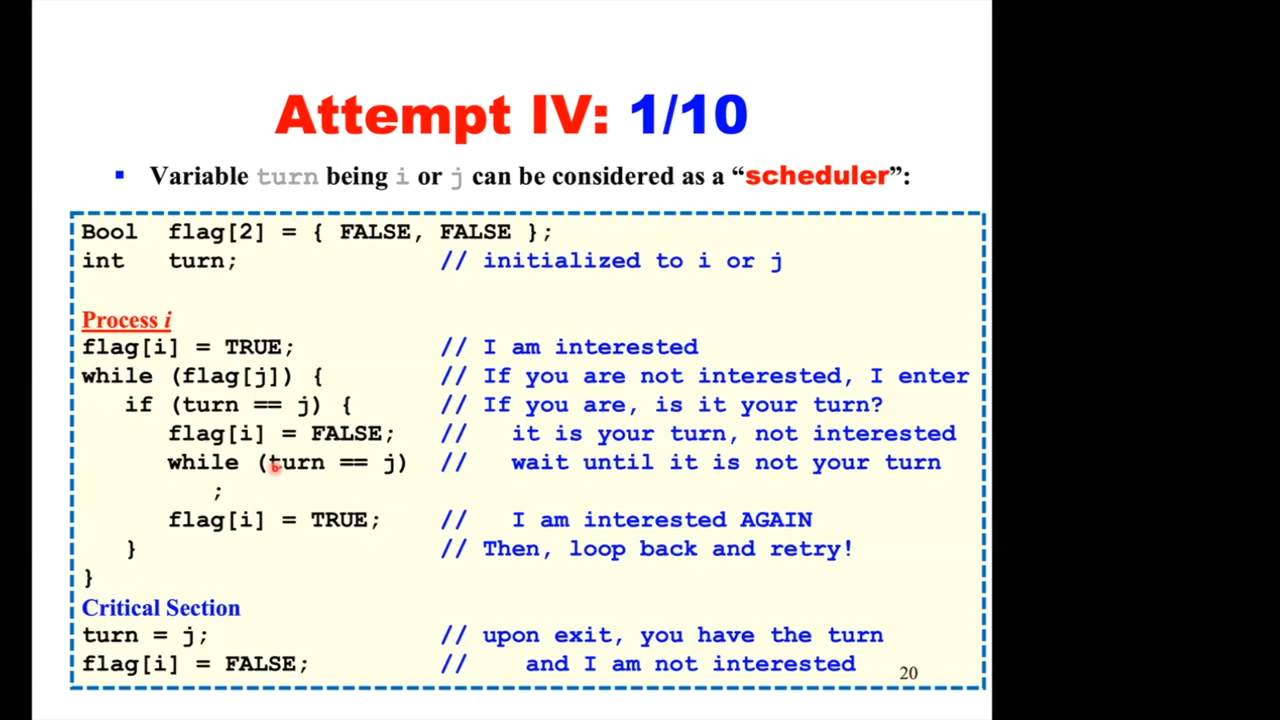 Attempt IV: 1/10
▪ Variable turn being i or j can be considered as a “scheduler”:
Bool flag[2] = { FALSE, FALSE };
int turn; // initialized to i or j
Process i
flag[i] = TRUE; // I am interested
while (flag[j]) { // If you are not interested, I enter
if (turn == j) { // If you are, is it your turn?
flag[i] = FALSE; // it is your turn, not interested
while (turn == j) // wait until it is not your turn
;
flag[i] = TRUE; // I am interested AGAIN
} // Then, loop back and retry!
}
Critical Section
turn = j; // upon exit, you have the turn
flag[i] = FALSE; // and I am not interested
20